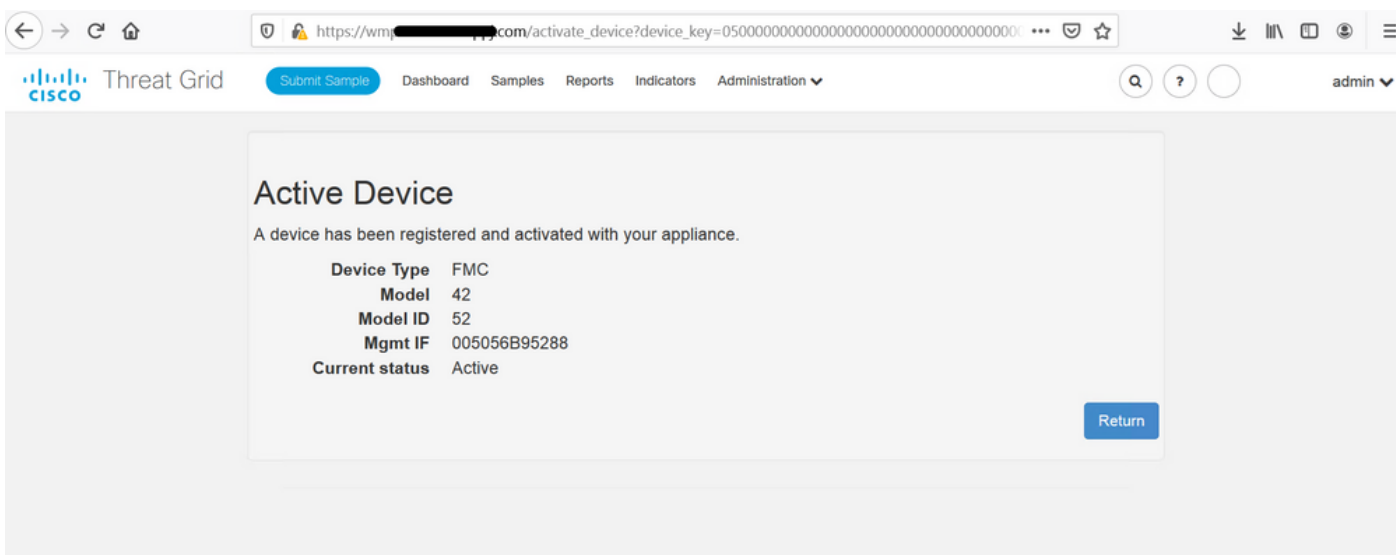 https://wmp com/activate_device?device_key=05000000000000000000000000000000000
cisco Threat Grid Submit Sample Dashboard Samples Reports Indicators Administration ? admin
Active Device
A device has been registered and activated with your appliance.
Device Type FMC
Model 42
Model ID 52
Mgmt IF 005056B95288
Current status Active
Return